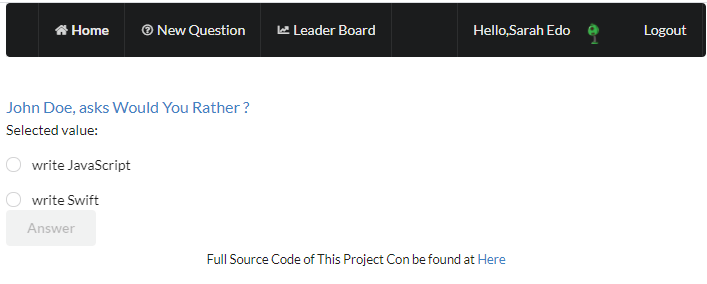 Home New Question Leader Board Hello,Sarah Edo Logout
John Doe, asks Would You Rather ?
Selected value:
write JavaScript
write Swift
Answer
Full Source Code of This Project Con be found at Here